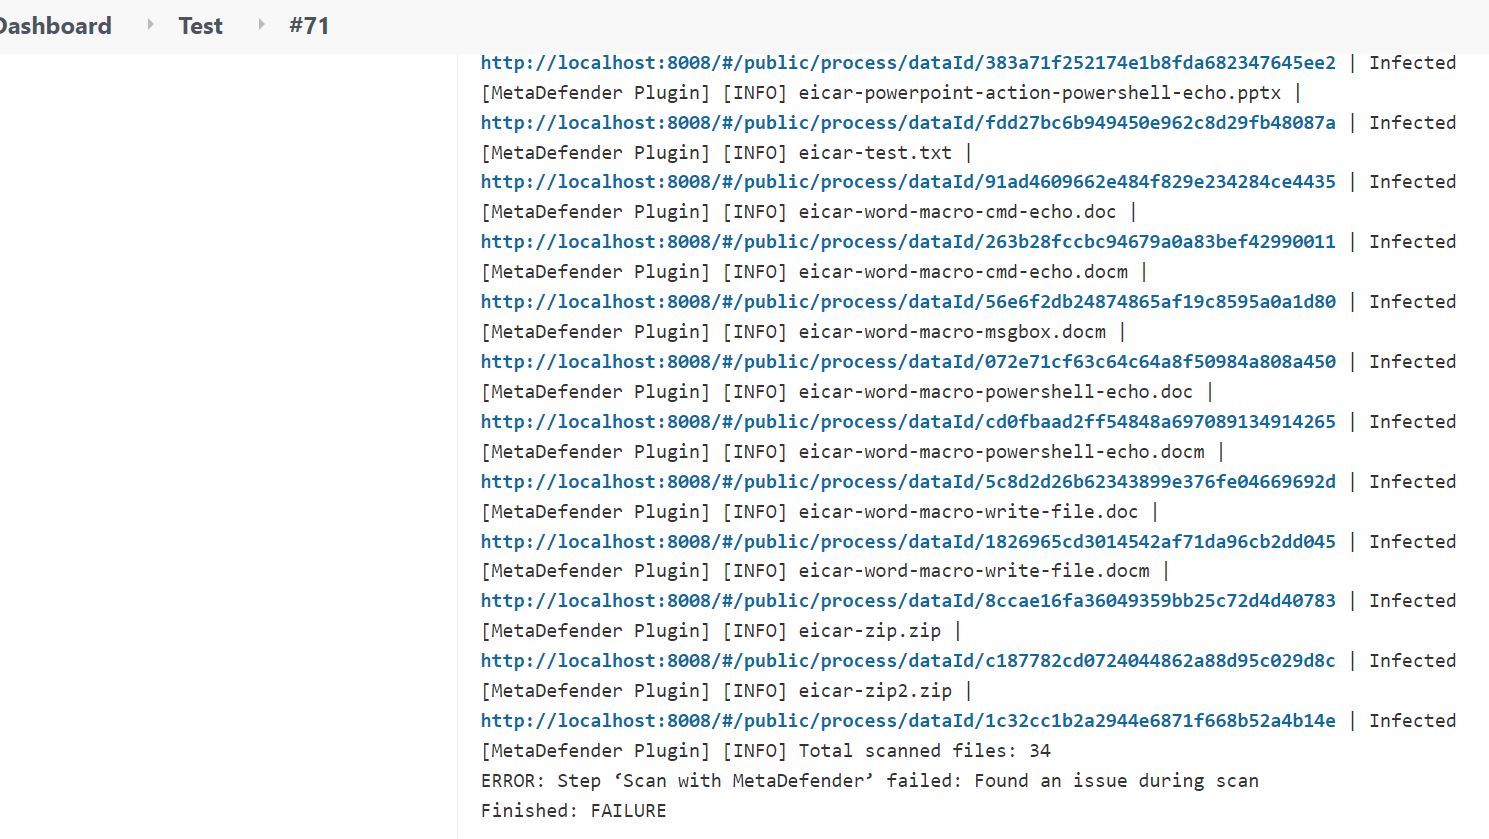 Dashboard > Test > #71
http://localhost:8008/#/public/process/dataId/383a71f252174e1b8fda682347645ee2 | Infected
[MetaDefender Plugin] [INFO] eicar-powerpoint-action-powershell-echo.pptx |
http://localhost:8008/#/public/process/dataId/fdd27bc6b949450e962c8d29fb48087a | Infected
[MetaDefender Plugin] [INFO] eicar-test.txt |
http://localhost:8008/#/public/process/dataId/91ad4609662e484f829e234284ce4435 | Infected
[MetaDefender Plugin] [INFO] eicar-word-macro-cmd-echo.doc |
http://localhost:8008/#/public/process/dataId/263b28fccbc94679a0a83bef42990011 | Infected
[MetaDefender Plugin] [INFO] eicar-word-macro-cmd-echo.docm |
http://localhost:8008/#/public/process/dataId/56e6f2db24874865af19c8595a0a1d80 | Infected
[MetaDefender Plugin] [INFO] eicar-word-macro-msgbox.docm |
http://localhost:8008/#/public/process/dataId/072e71cf63c64c64a8f50984a808a450 | Infected
[MetaDefender Plugin] [INFO] eicar-word-macro-powershell-echo.doc |
http://localhost:8008/#/public/process/dataId/cd0fbaad2ff54848a697089134914265 | Infected
[MetaDefender Plugin] [INFO] eicar-word-macro-powershell-echo.docm |
http://localhost:8008/#/public/process/dataId/5c8d2d26b62343899e376fe04669692d | Infected
[MetaDefender Plugin] [INFO] eicar-word-macro-write-file.doc |
http://localhost:8008/#/public/process/dataId/1826965cd3014542af71da96cb2dd045 | Infected
[MetaDefender Plugin] [INFO] eicar-word-macro-write-file.docm |
http://localhost:8008/#/public/process/dataId/8ccae16fa36049359bb25c72d4d40783 | Infected
[MetaDefender Plugin] [INFO] eicar-zip.zip |
http://localhost:8008/#/public/process/dataId/c187782cd0724044862a88d95c029d8c | Infected
[MetaDefender Plugin] [INFO] eicar-zip2.zip |
http://localhost:8008/#/public/process/dataId/1c32cc1b2a2944e6871f668b52a4b14e | Infected
[MetaDefender Plugin] [INFO] Total scanned files: 34
ERROR: Step ‘Scan with MetaDefender’ failed: Found an issue during scan
Finished: FAILURE